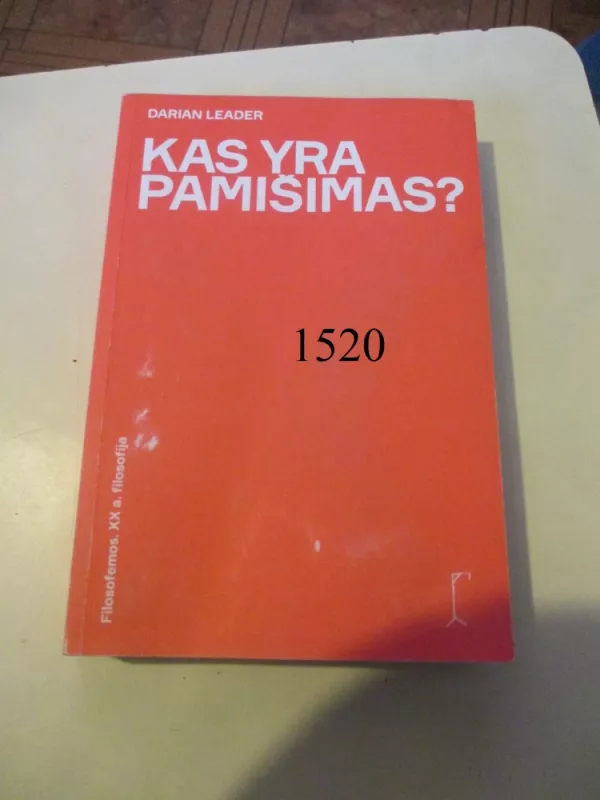 DARIAN LEADER
KAS YRA
PAMIŠIMAS?
1520
Filosofemos. XX a. filosofija